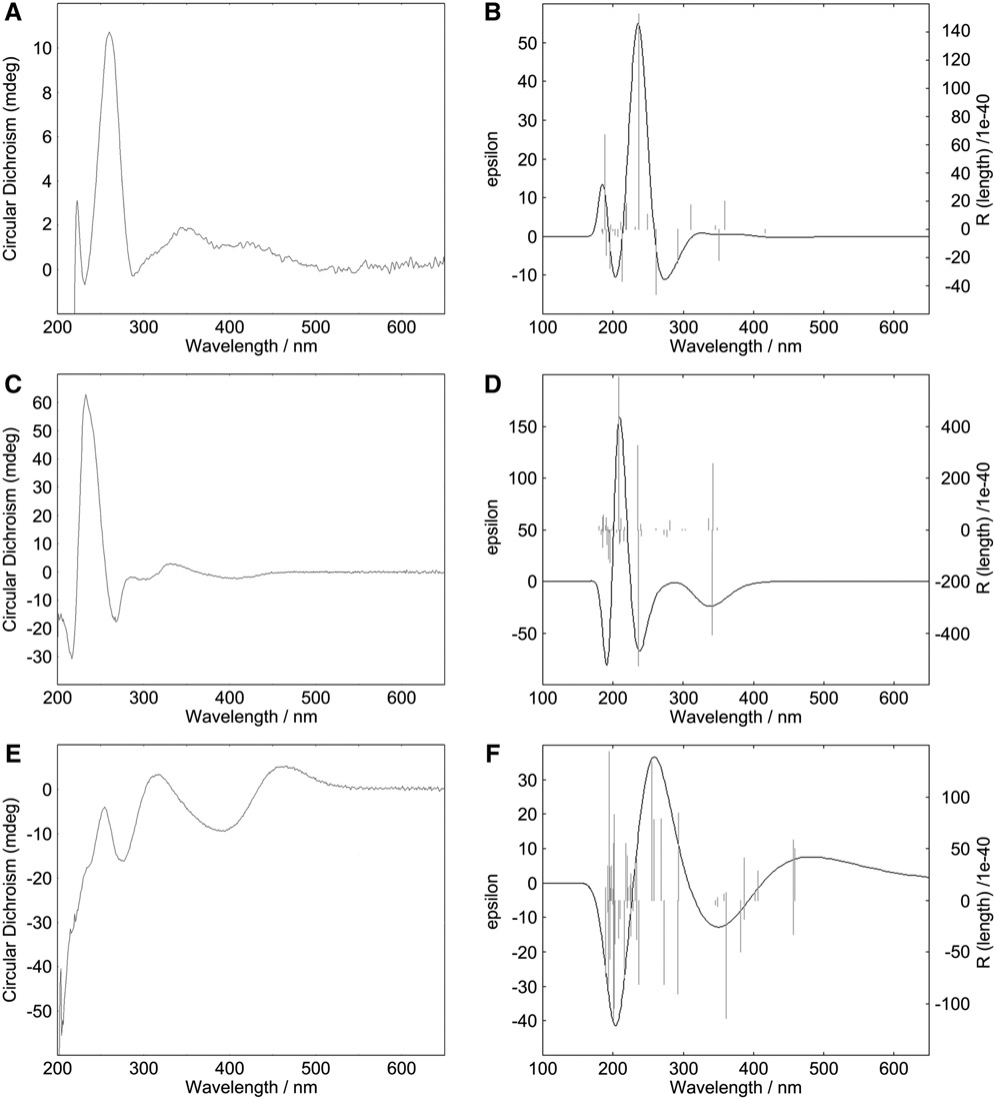 A
Circular Dichroism (mdeg)
10
8
6
4
2
0
200 300 400 500 600
Wavelength / nm
B
epsilon
50
40
30
20
10
0
-10
140
120
100
80
60
40
20
0
-20
-40
R (length) /1e-40
100 200 300 400 500 600
Wavelength / nm
C
Circular Dichroism (mdeg)
60
50
40
30
20
10
0
-10
-20
-30
200 300 400 500 600
Wavelength / nm
D
epsilon
150
100
50
0
-50
400
200
0
-200
-400
R (length) /1e-40
100 200 300 400 500 600
Wavelength / nm
E
Circular Dichroism (mdeg)
0
-10
-20
-30
-40
-50
200 300 400 500 600
Wavelength / nm
F
epsilon
30
20
10
0
-10
-20
-30
-40
100
50
0
-50
-100
R (length) /1e-40
100 200 300 400 500 600
Wavelength / nm